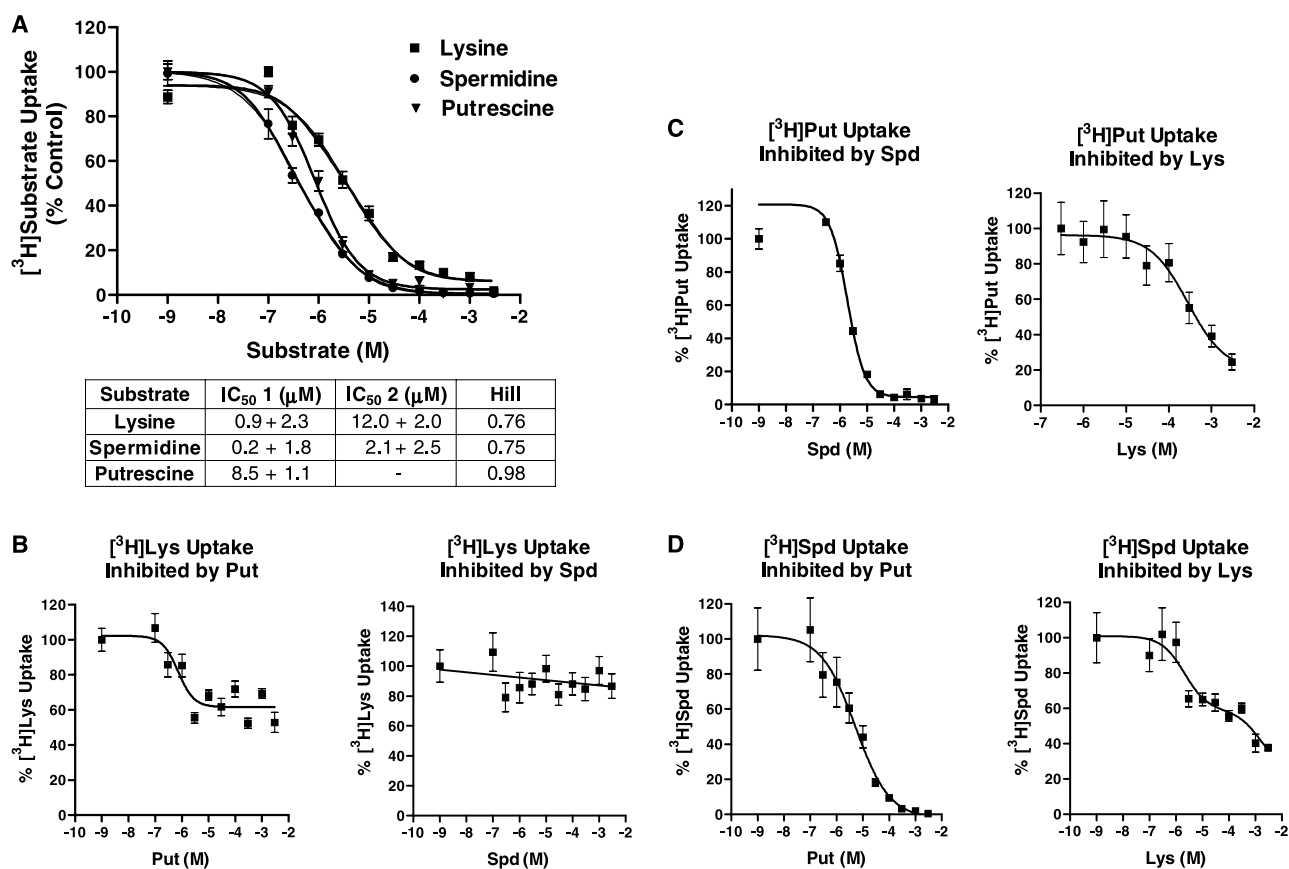 A
[³H]Substrate Uptake
(% Control)
120
100
80
60
40
20
0
-10 -9 -8 -7 -6 -5 -4 -3 -2
Substrate (M)
Lysine
Spermidine
Putrescine
Substrate IC₅₀ 1 (μM) IC₅₀ 2 (μM) Hill
Lysine 0.9 + 2.3 12.0 + 2.0 0.76
Spermidine 0.2 + 1.8 2.1 + 2.5 0.75
Putrescine 8.5 + 1.1 - 0.98
B
[³H]Lys Uptake
Inhibited by Put
% [³H]Lys Uptake
120
100
80
60
40
20
0
-10 -9 -8 -7 -6 -5 -4 -3 -2
Put (M)
[³H]Lys Uptake
Inhibited by Spd
% [³H]Lys Uptake
140
120
100
80
60
40
20
0
-10 -9 -8 -7 -6 -5 -4 -3 -2
Spd (M)
C
[³H]Put Uptake
Inhibited by Spd
% [³H]Put Uptake
120
100
80
60
40
20
0
-10 -9 -8 -7 -6 -5 -4 -3 -2
Spd (M)
[³H]Put Uptake
Inhibited by Lys
% [³H]Put Uptake
120
100
80
60
40
20
0
-7 -6 -5 -4 -3 -2
Lys (M)
D
[³H]Spd Uptake
Inhibited by Put
% [³H]Spd Uptake
120
100
80
60
40
20
0
-10 -9 -8 -7 -6 -5 -4 -3 -2
Put (M)
[³H]Spd Uptake
Inhibited by Lys
% [³H]Spd Uptake
120
100
80
60
40
20
0
-10 -9 -8 -7 -6 -5 -4 -3 -2
Lys (M)